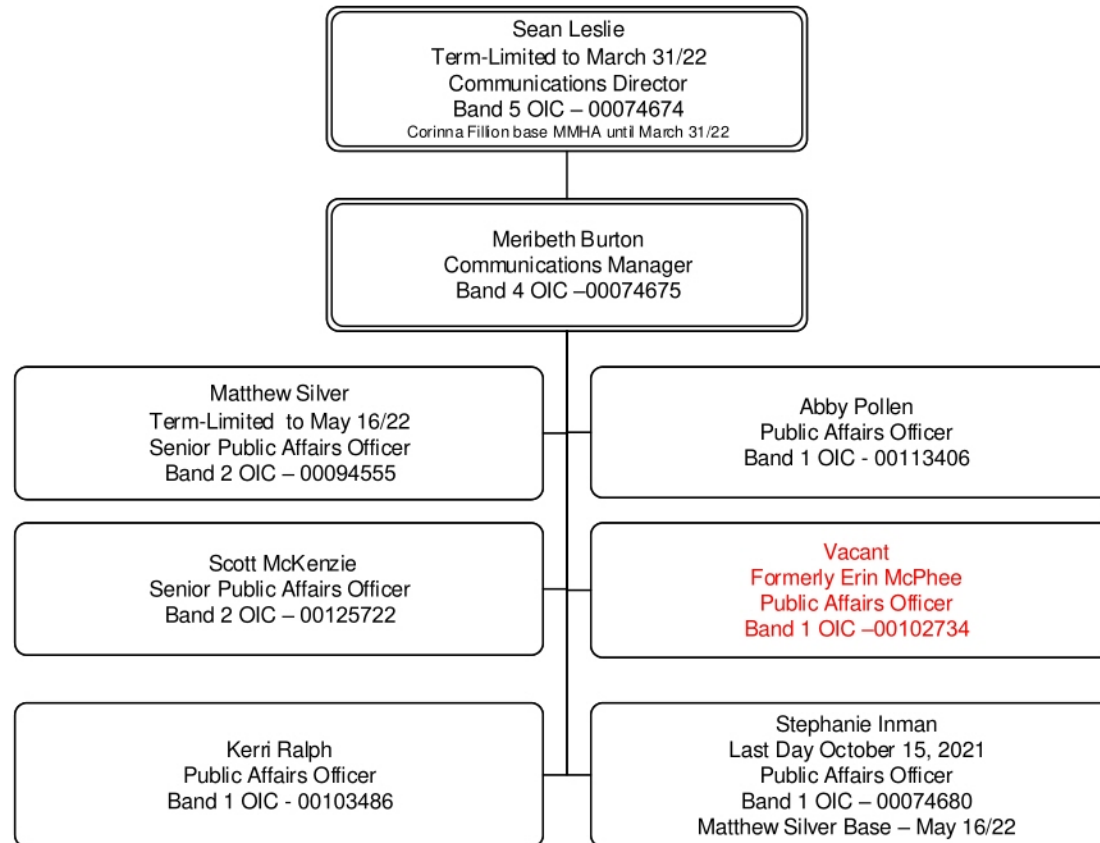 Sean Leslie
Term-Limited to March 31/22
Communications Director
Band 5 OIC – 00074674
Corinna Fillion base MMHA until March 31/22
Meribeth Burton
Communications Manager
Band 4 OIC –00074675
Matthew Silver
Term-Limited to May 16/22
Senior Public Affairs Officer
Band 2 OIC – 00094555
Abby Pollen
Public Affairs Officer
Band 1 OIC - 00113406
Scott McKenzie
Senior Public Affairs Officer
Band 2 OIC – 00125722
Vacant
Formerly Erin McPhee
Public Affairs Officer
Band 1 OIC –00102734
Kerri Ralph
Public Affairs Officer
Band 1 OIC - 00103486
Stephanie Inman
Last Day October 15, 2021
Public Affairs Officer
Band 1 OIC – 00074680
Matthew Silver Base – May 16/22